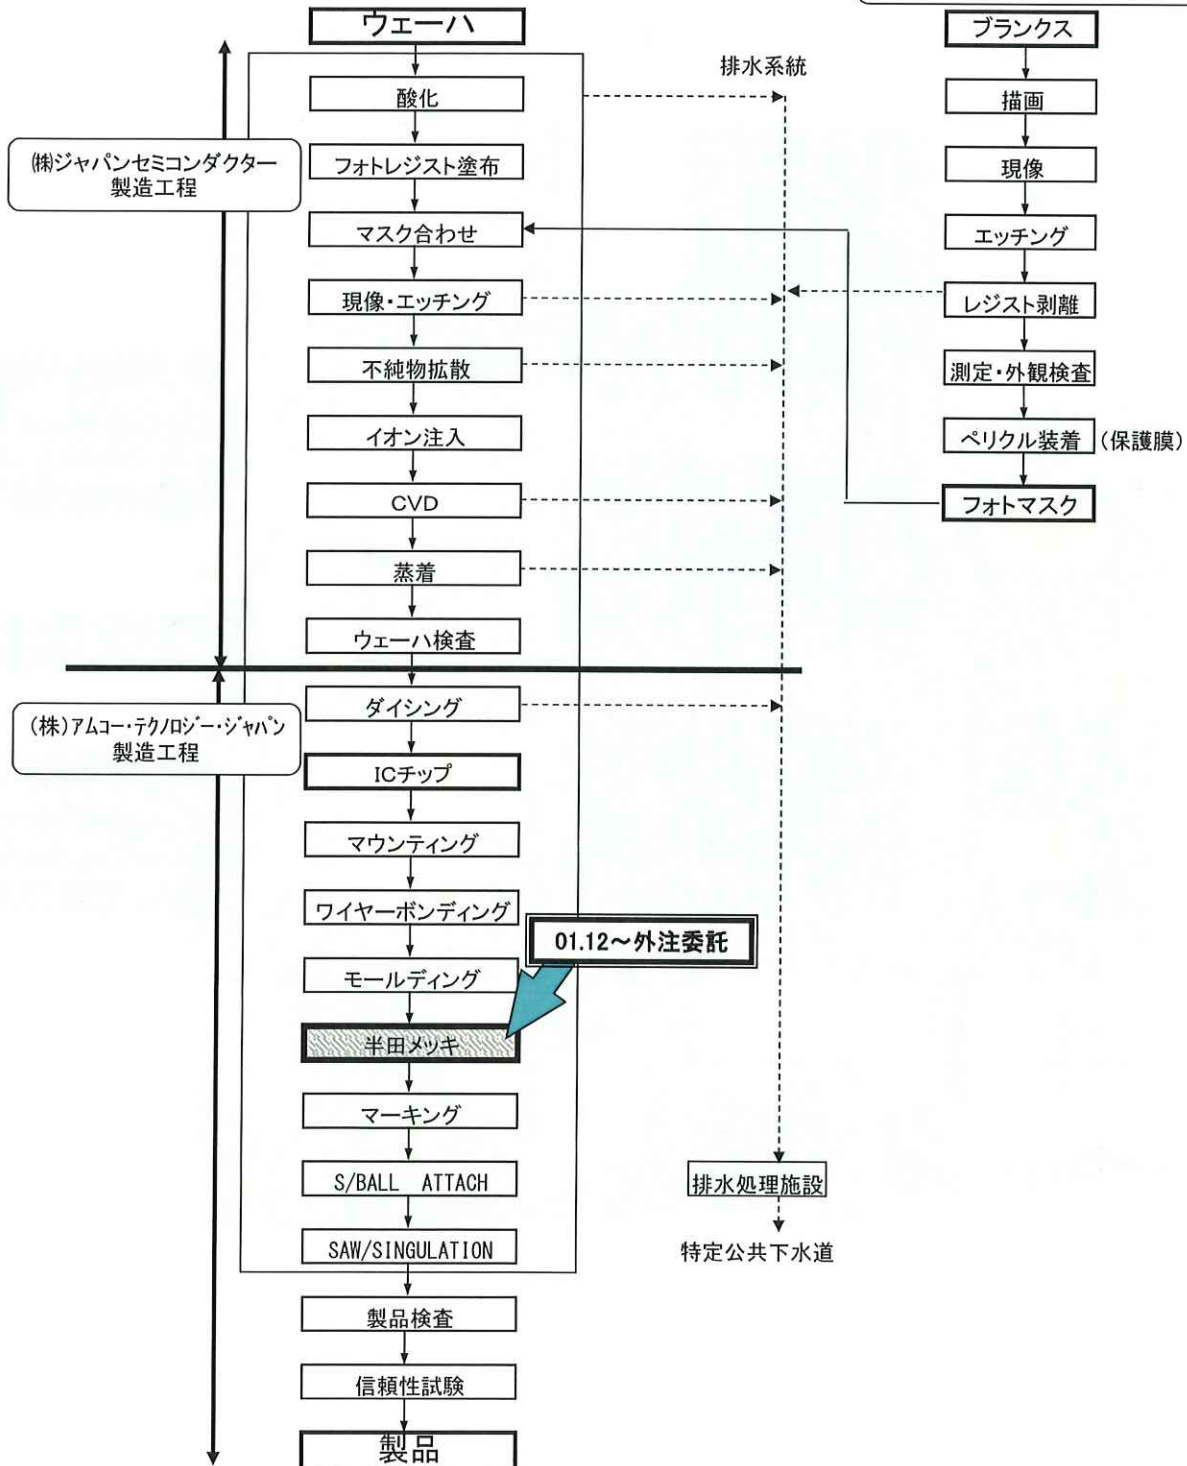 ウェーハ
酸化
フォトレジスト塗布
マスク合わせ
現像・エッチング
不純物拡散
イオン注入
CVD
蒸着
ウェーハ検査
ダイシング
ICチップ
マウンティング
ワイヤーボンディング
モールディング
半田メッキ
マーキング
S/BALL ATTACH
SAW/SINGULATION
製品検査
信頼性試験
製品
㈱ジャパンセミコンダクター
製造工程
(株)アムコー・テクノロジー・ジャパン
製造工程
01.12～外注委託
排水系統
排水処理施設
特定公共下水道
ブランクス
描画
現像
エッチング
レジスト剥離
測定・外観検査
ペリクル装着 (保護膜)
フォトマスク